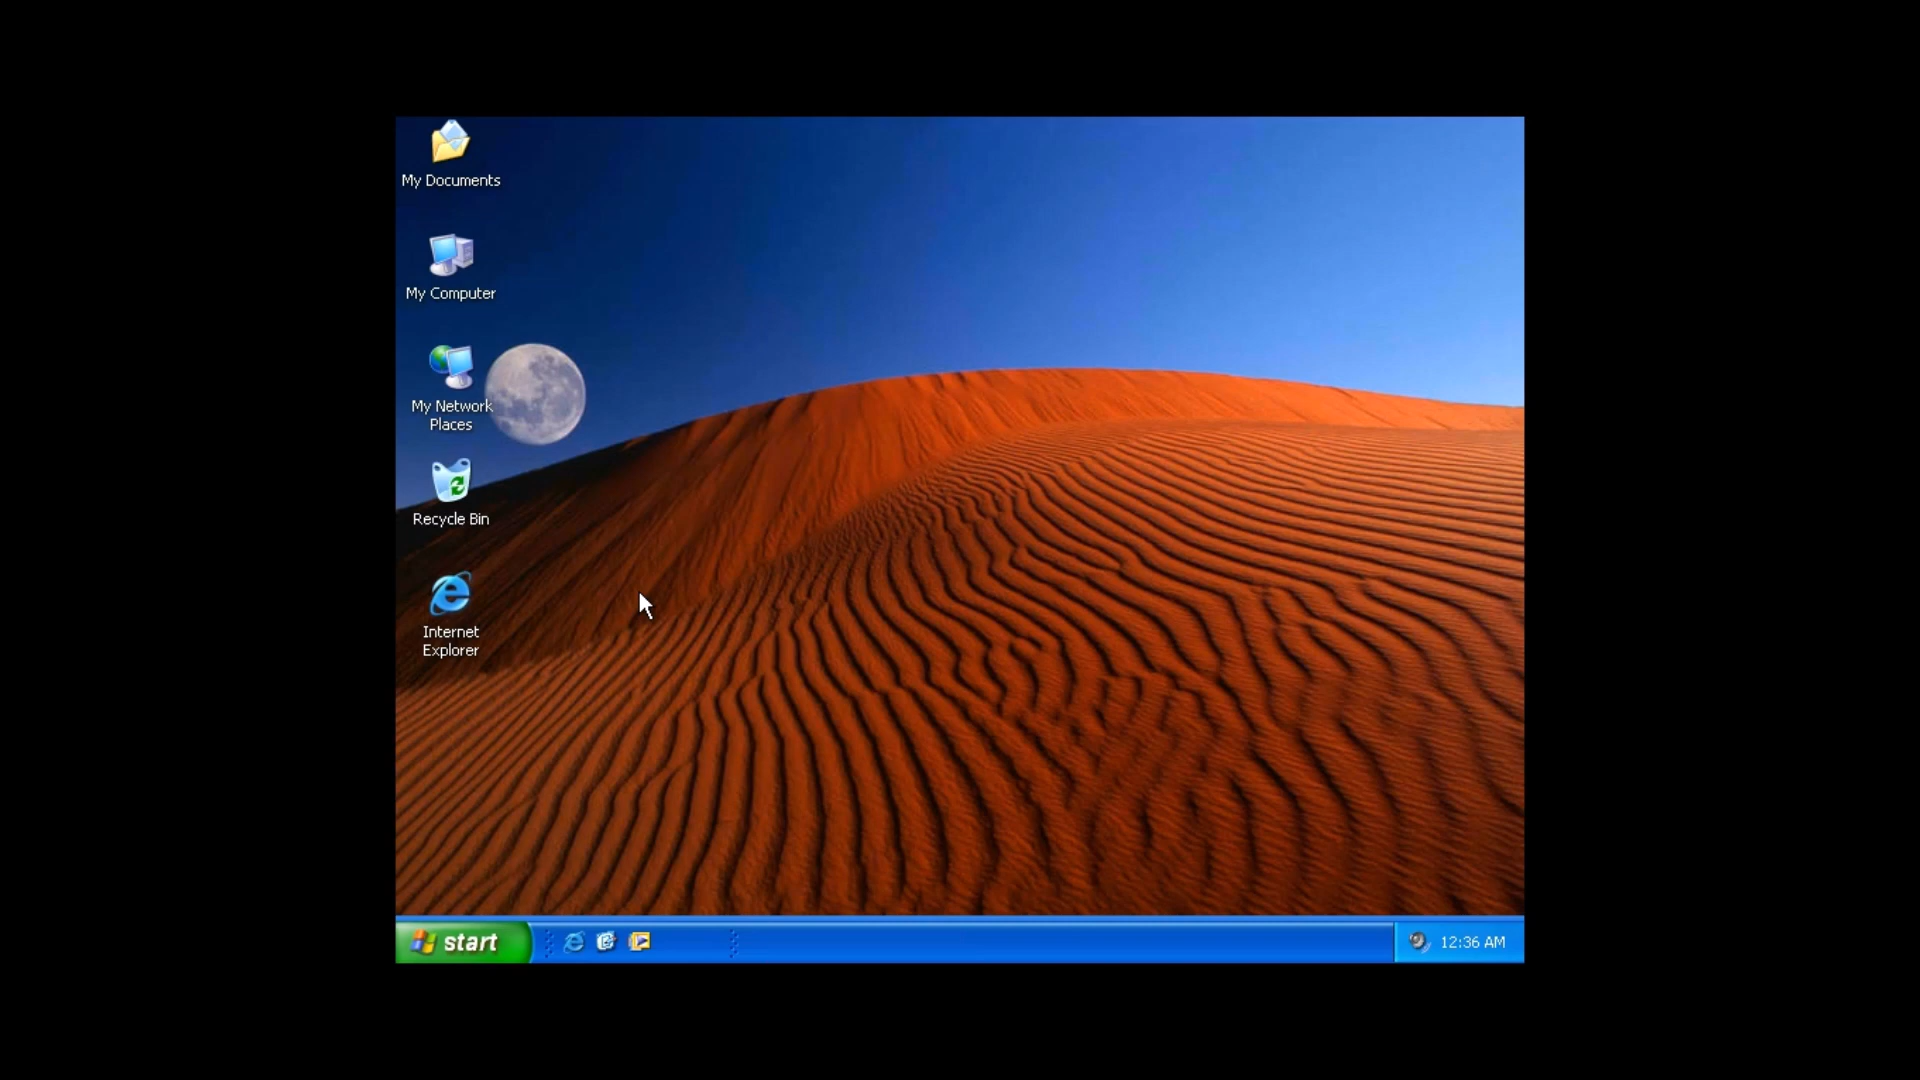 My Documents
My Computer
My Network
Places
Recycle Bin
Internet
Explorer
start
12:36 AM